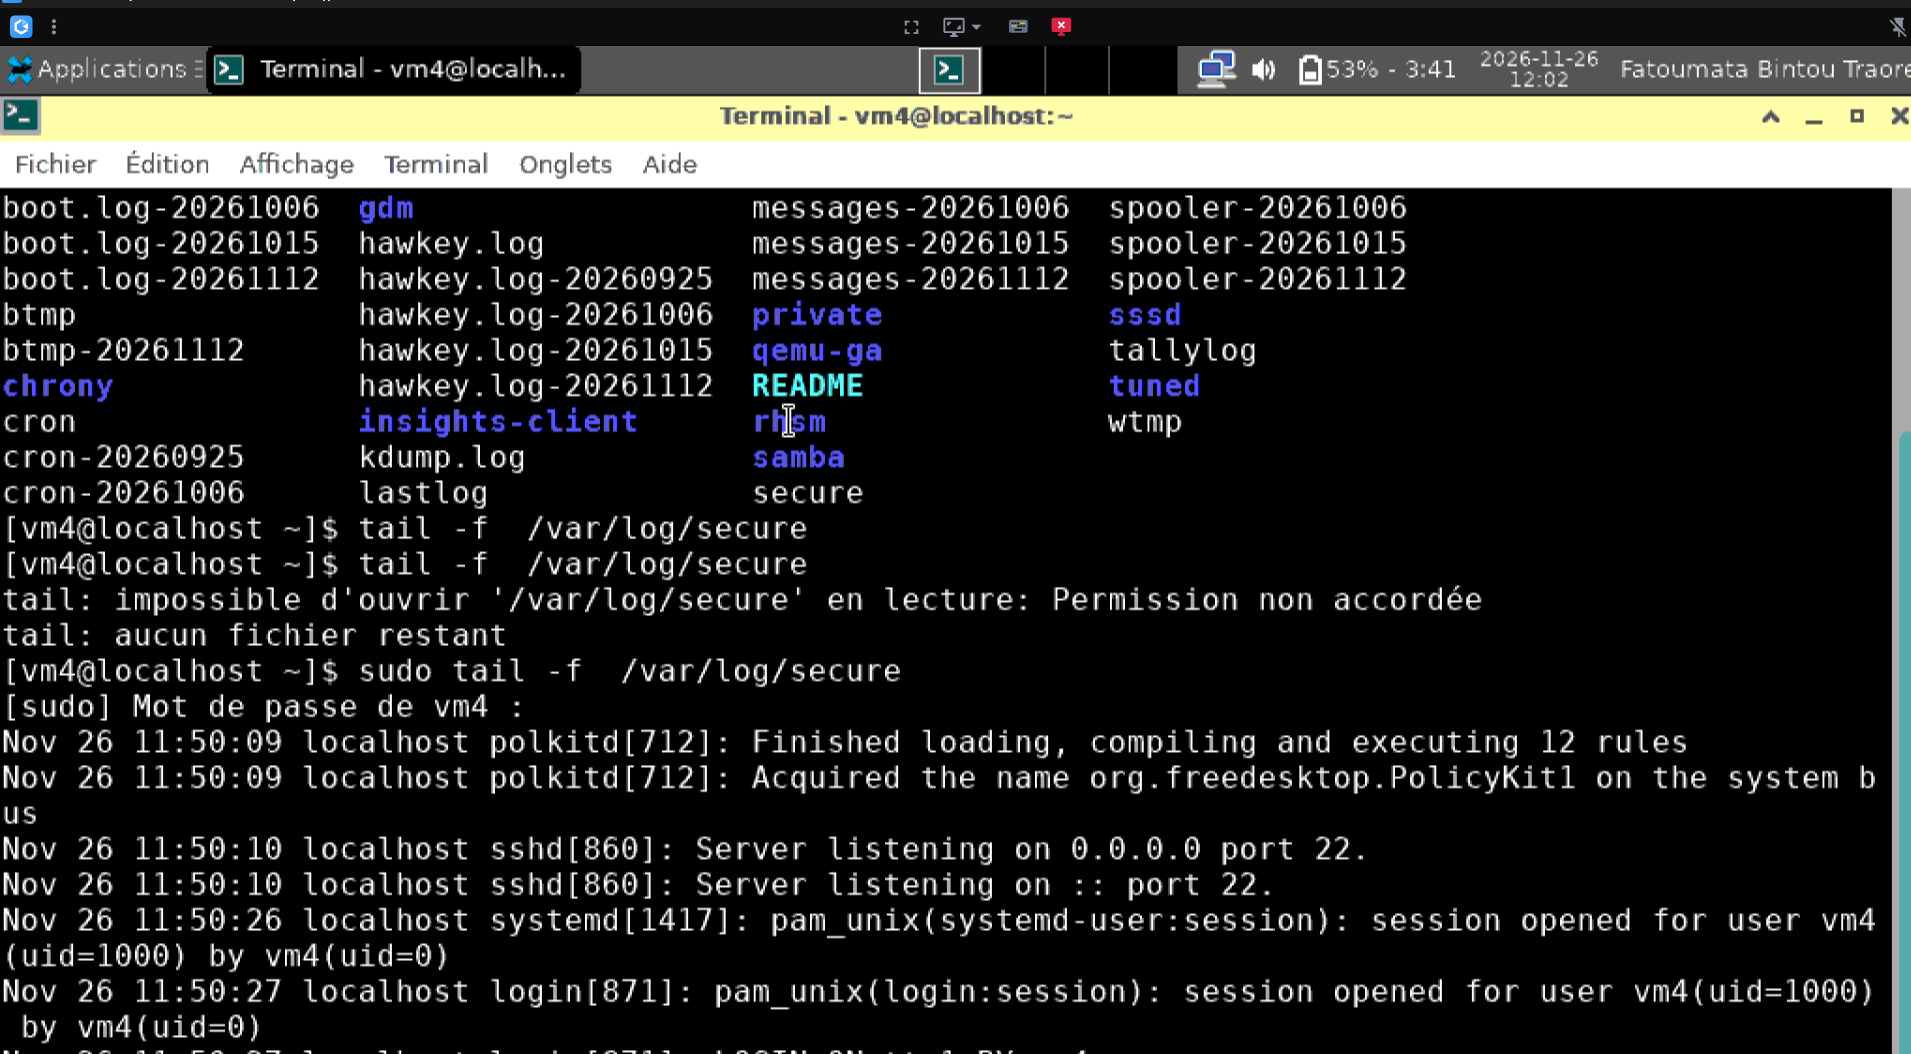 Applications
Terminal - vm4@localh...
53% - 3:41
2026-11-26
12:02
Fatoumata Bintou Traore
Terminal - vm4@localhost:~
Fichier Édition Affichage Terminal Onglets Aide
boot.log-20261006 gdm messages-20261006 spooler-20261006
boot.log-20261015 hawkey.log messages-20261015 spooler-20261015
boot.log-20261112 hawkey.log-20260925 messages-20261112 spooler-20261112
btmp hawkey.log-20261006 private sssd
btmp-20261112 hawkey.log-20261015 qemu-ga tallylog
chrony hawkey.log-20261112 README tuned
cron insights-client rhsm wtmp
cron-20260925 kdump.log samba
cron-20261006 lastlog secure
[vm4@localhost ~]$ tail -f  /var/log/secure
[vm4@localhost ~]$ tail -f  /var/log/secure
tail: impossible d'ouvrir '/var/log/secure' en lecture: Permission non accordée
tail: aucun fichier restant
[vm4@localhost ~]$ sudo tail -f  /var/log/secure
[sudo] Mot de passe de vm4 :
Nov 26 11:50:09 localhost polkitd[712]: Finished loading, compiling and executing 12 rules
Nov 26 11:50:09 localhost polkitd[712]: Acquired the name org.freedesktop.PolicyKit1 on the system b
us
Nov 26 11:50:10 localhost sshd[860]: Server listening on 0.0.0.0 port 22.
Nov 26 11:50:10 localhost sshd[860]: Server listening on :: port 22.
Nov 26 11:50:26 localhost systemd[1417]: pam_unix(systemd-user:session): session opened for user vm4
(uid=1000) by vm4(uid=0)
Nov 26 11:50:27 localhost login[871]: pam_unix(login:session): session opened for user vm4(uid=1000)
by vm4(uid=0)